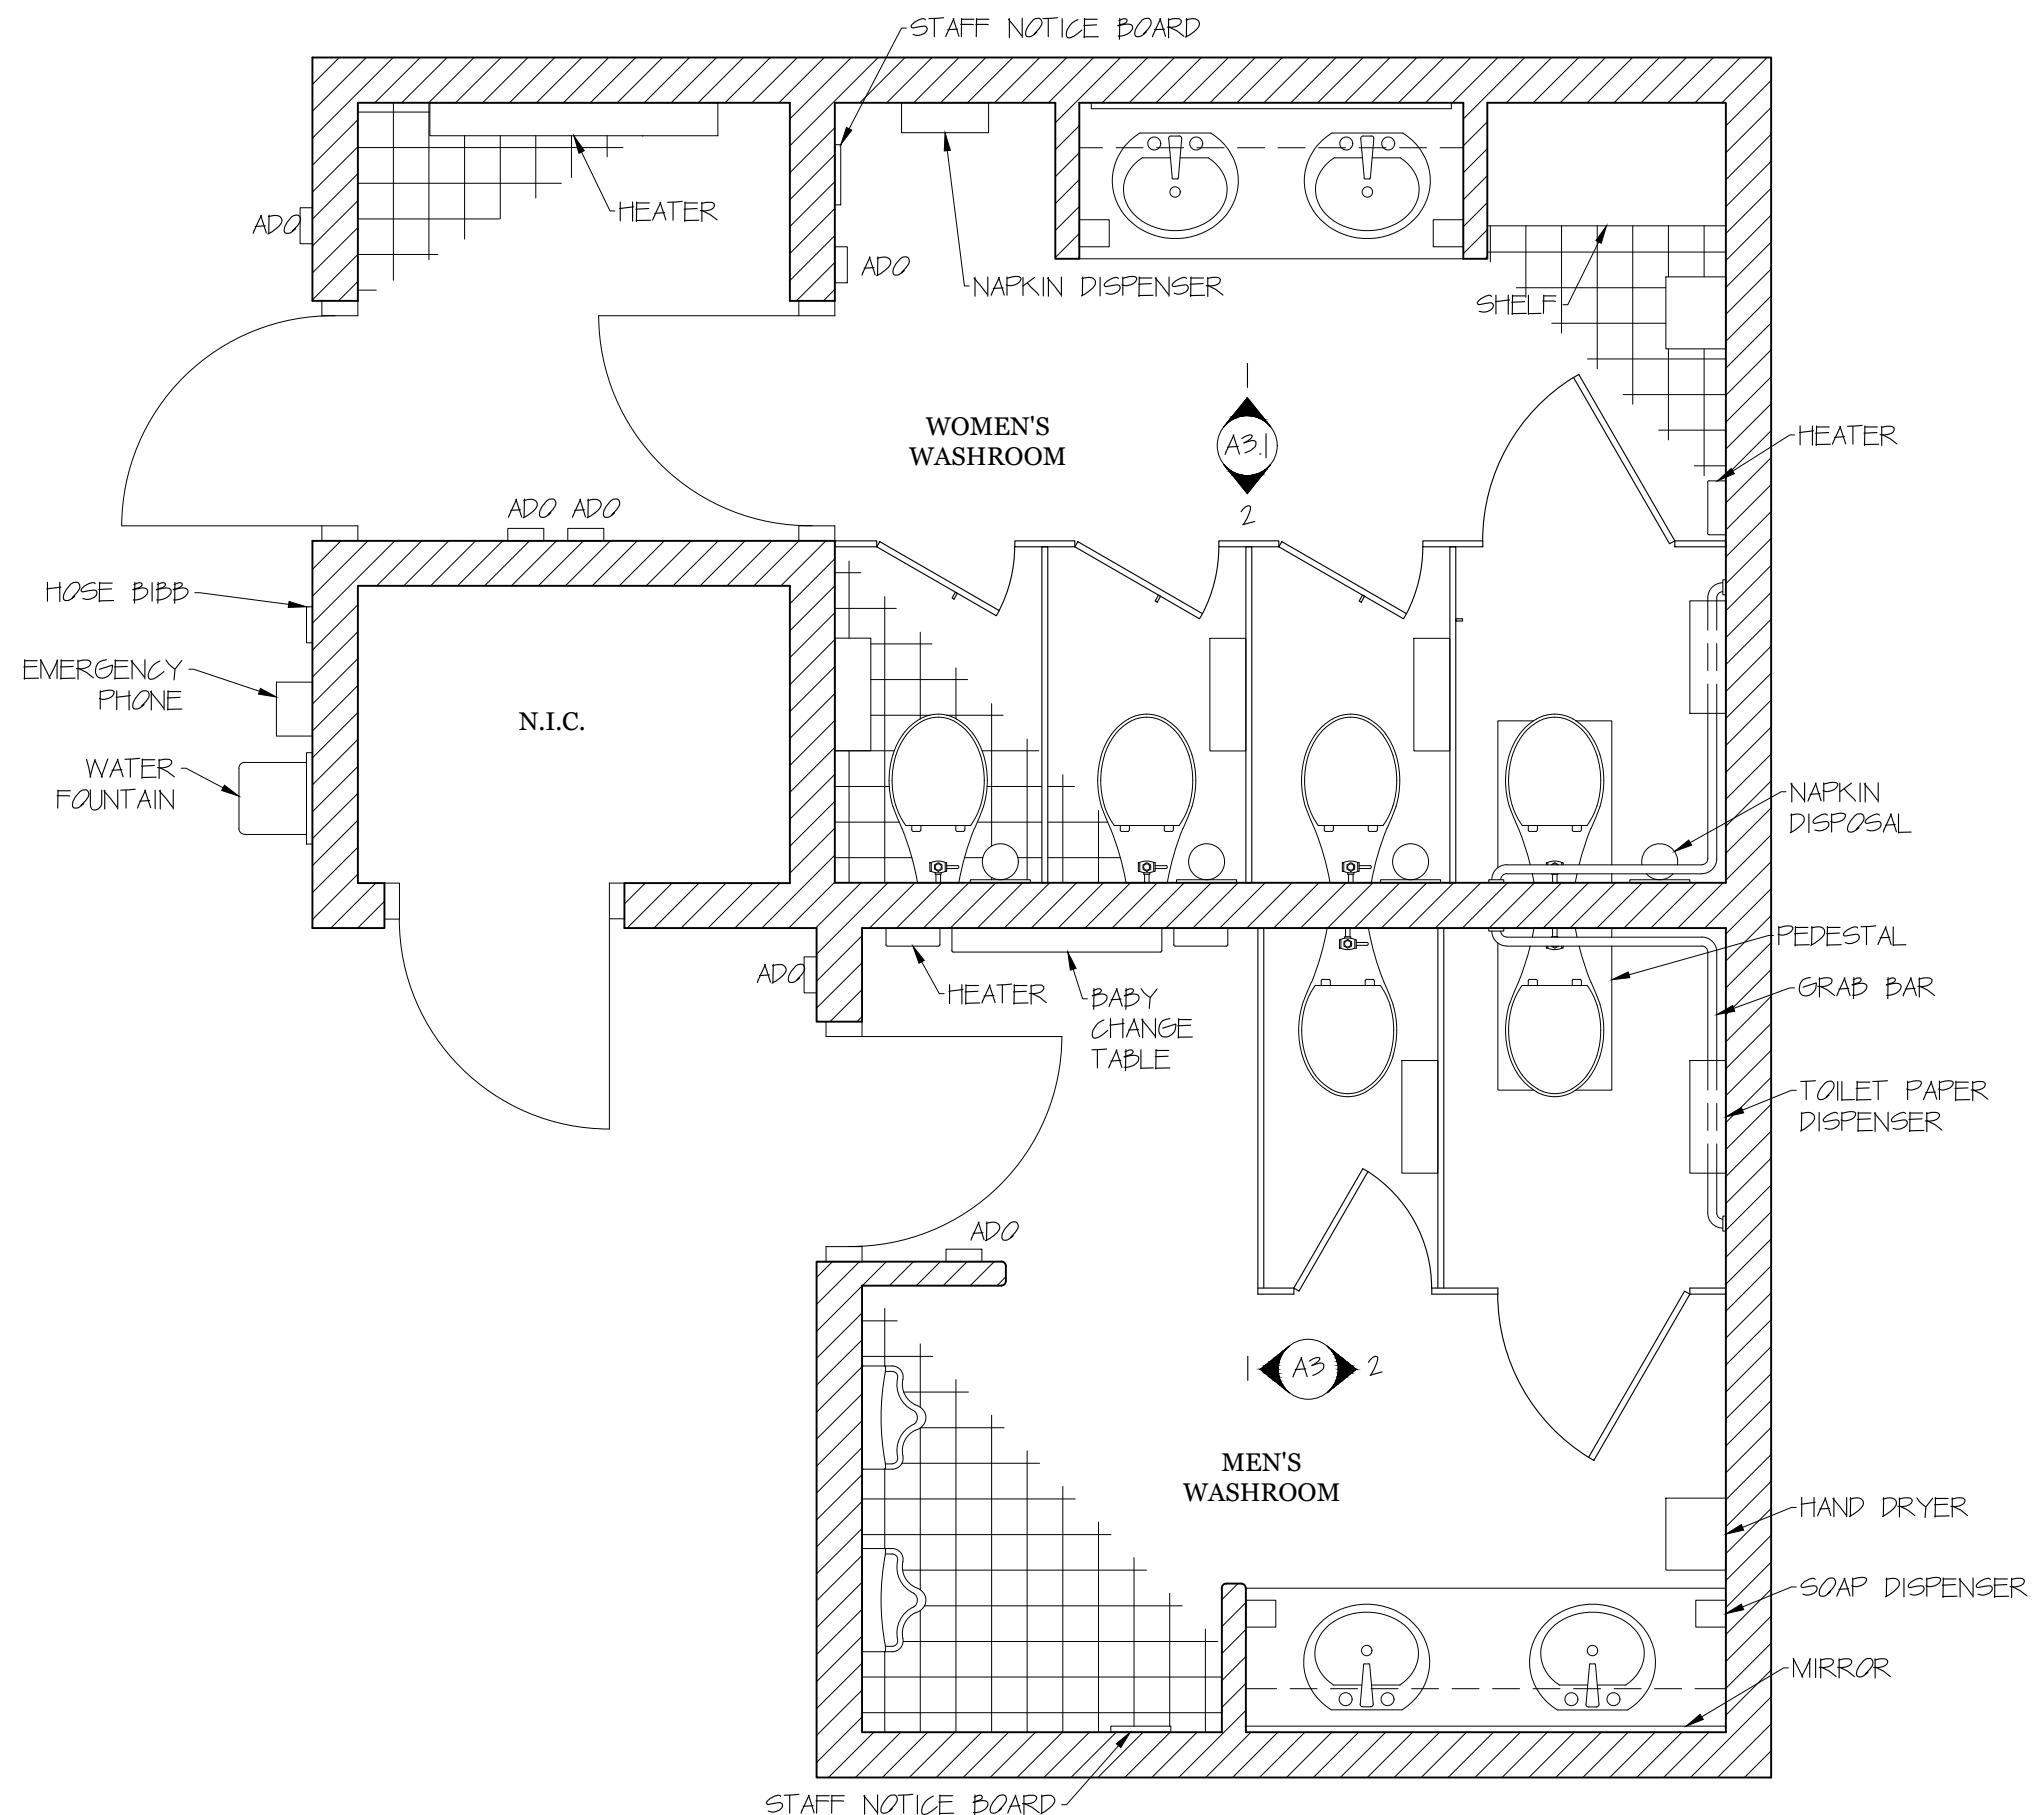 STAFF NOTICE BOARD
ADO
HEATER
ADO
NAPKIN DISPENSER
SHELF
WOMEN'S
WASHROOM
A3.1
1
2
HEATER
ADO
ADO
HOSE BIBB
EMERGENCY
PHONE
N.I.C.
WATER
FOUNTAIN
NAPKIN
DISPOSAL
PEDESTAL
ADO
HEATER
BABY
CHANGE
TABLE
GRAB BAR
TOILET PAPER
DISPENSER
ADO
1
A3
2
MEN'S
WASHROOM
HAND DRYER
SOAP DISPENSER
MIRROR
STAFF NOTICE BOARD